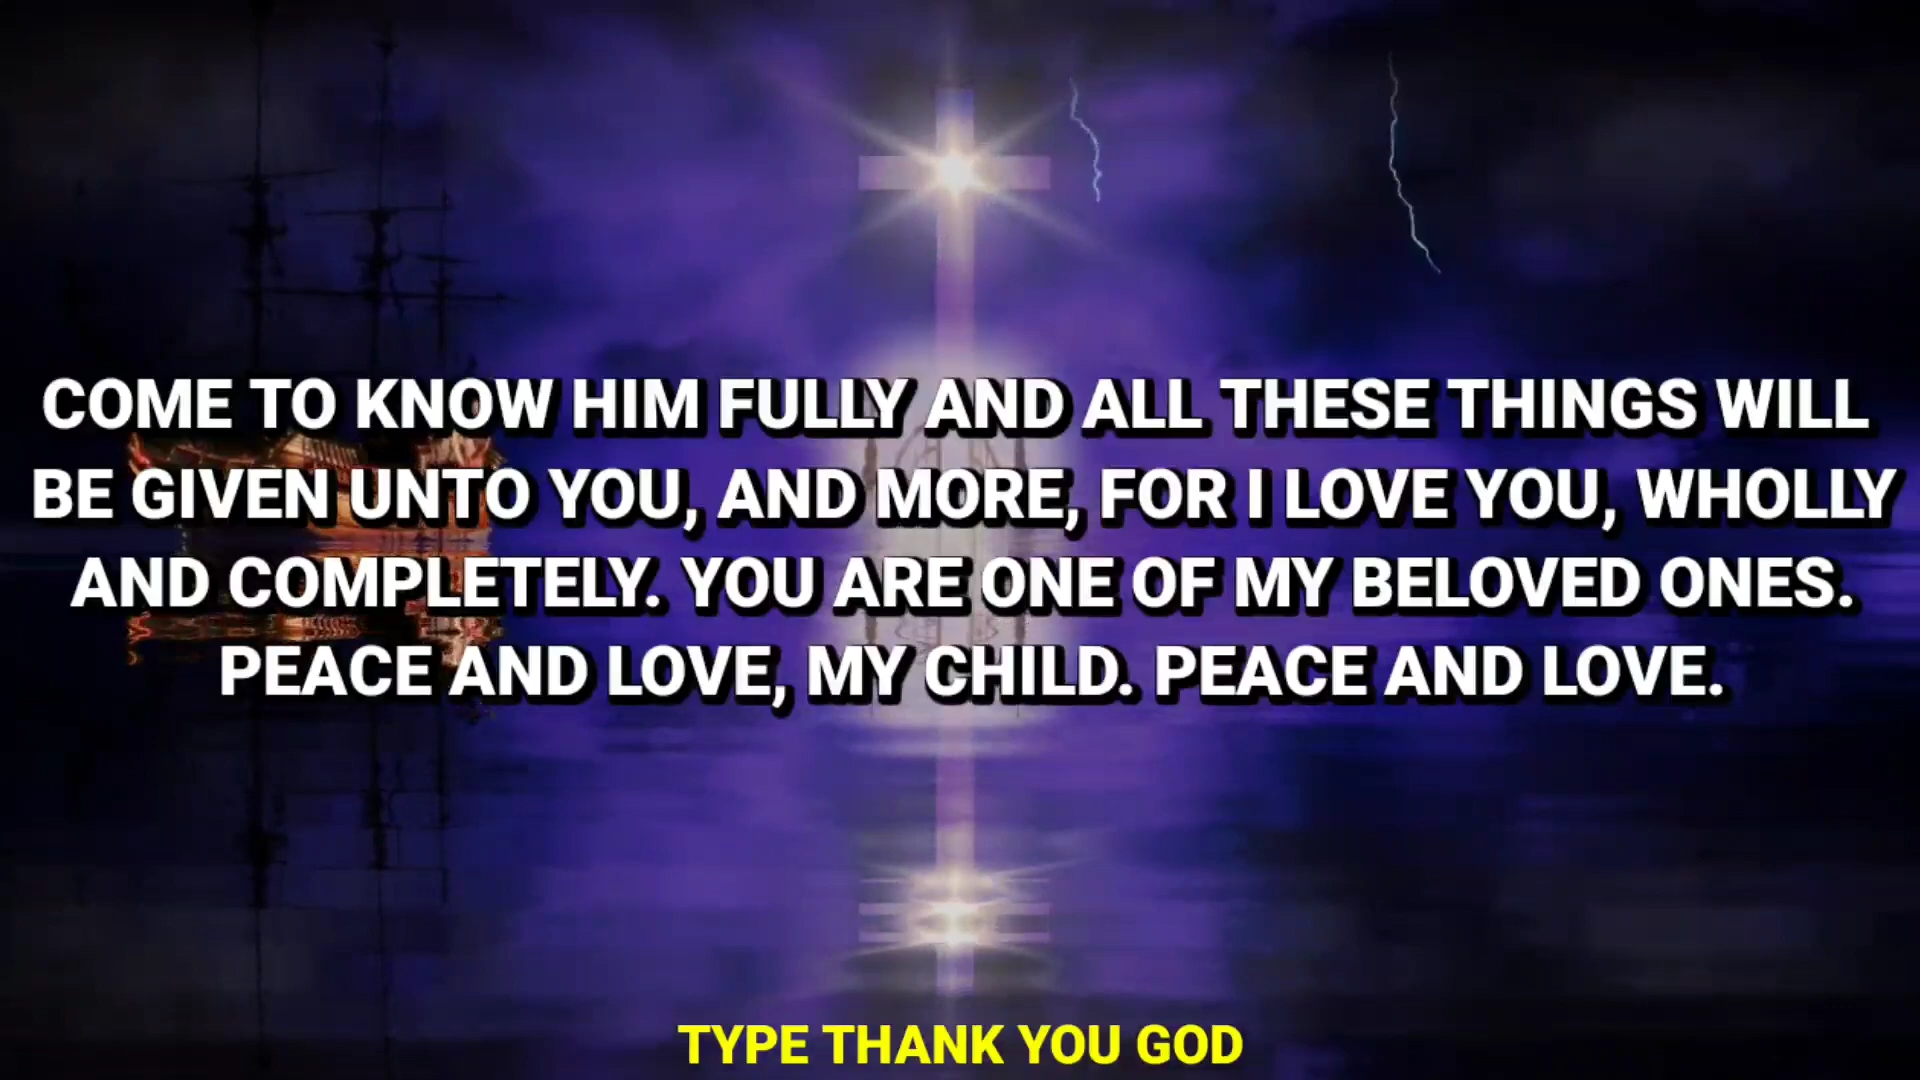 COME TO KNOW HIM FULLY AND ALL THESE THINGS WILL
BE GIVEN UNTO YOU, AND MORE, FOR I LOVE YOU, WHOLLY
AND COMPLETELY. YOU ARE ONE OF MY BELOVED ONES.
PEACE AND LOVE, MY CHILD. PEACE AND LOVE.
TYPE THANK YOU GOD